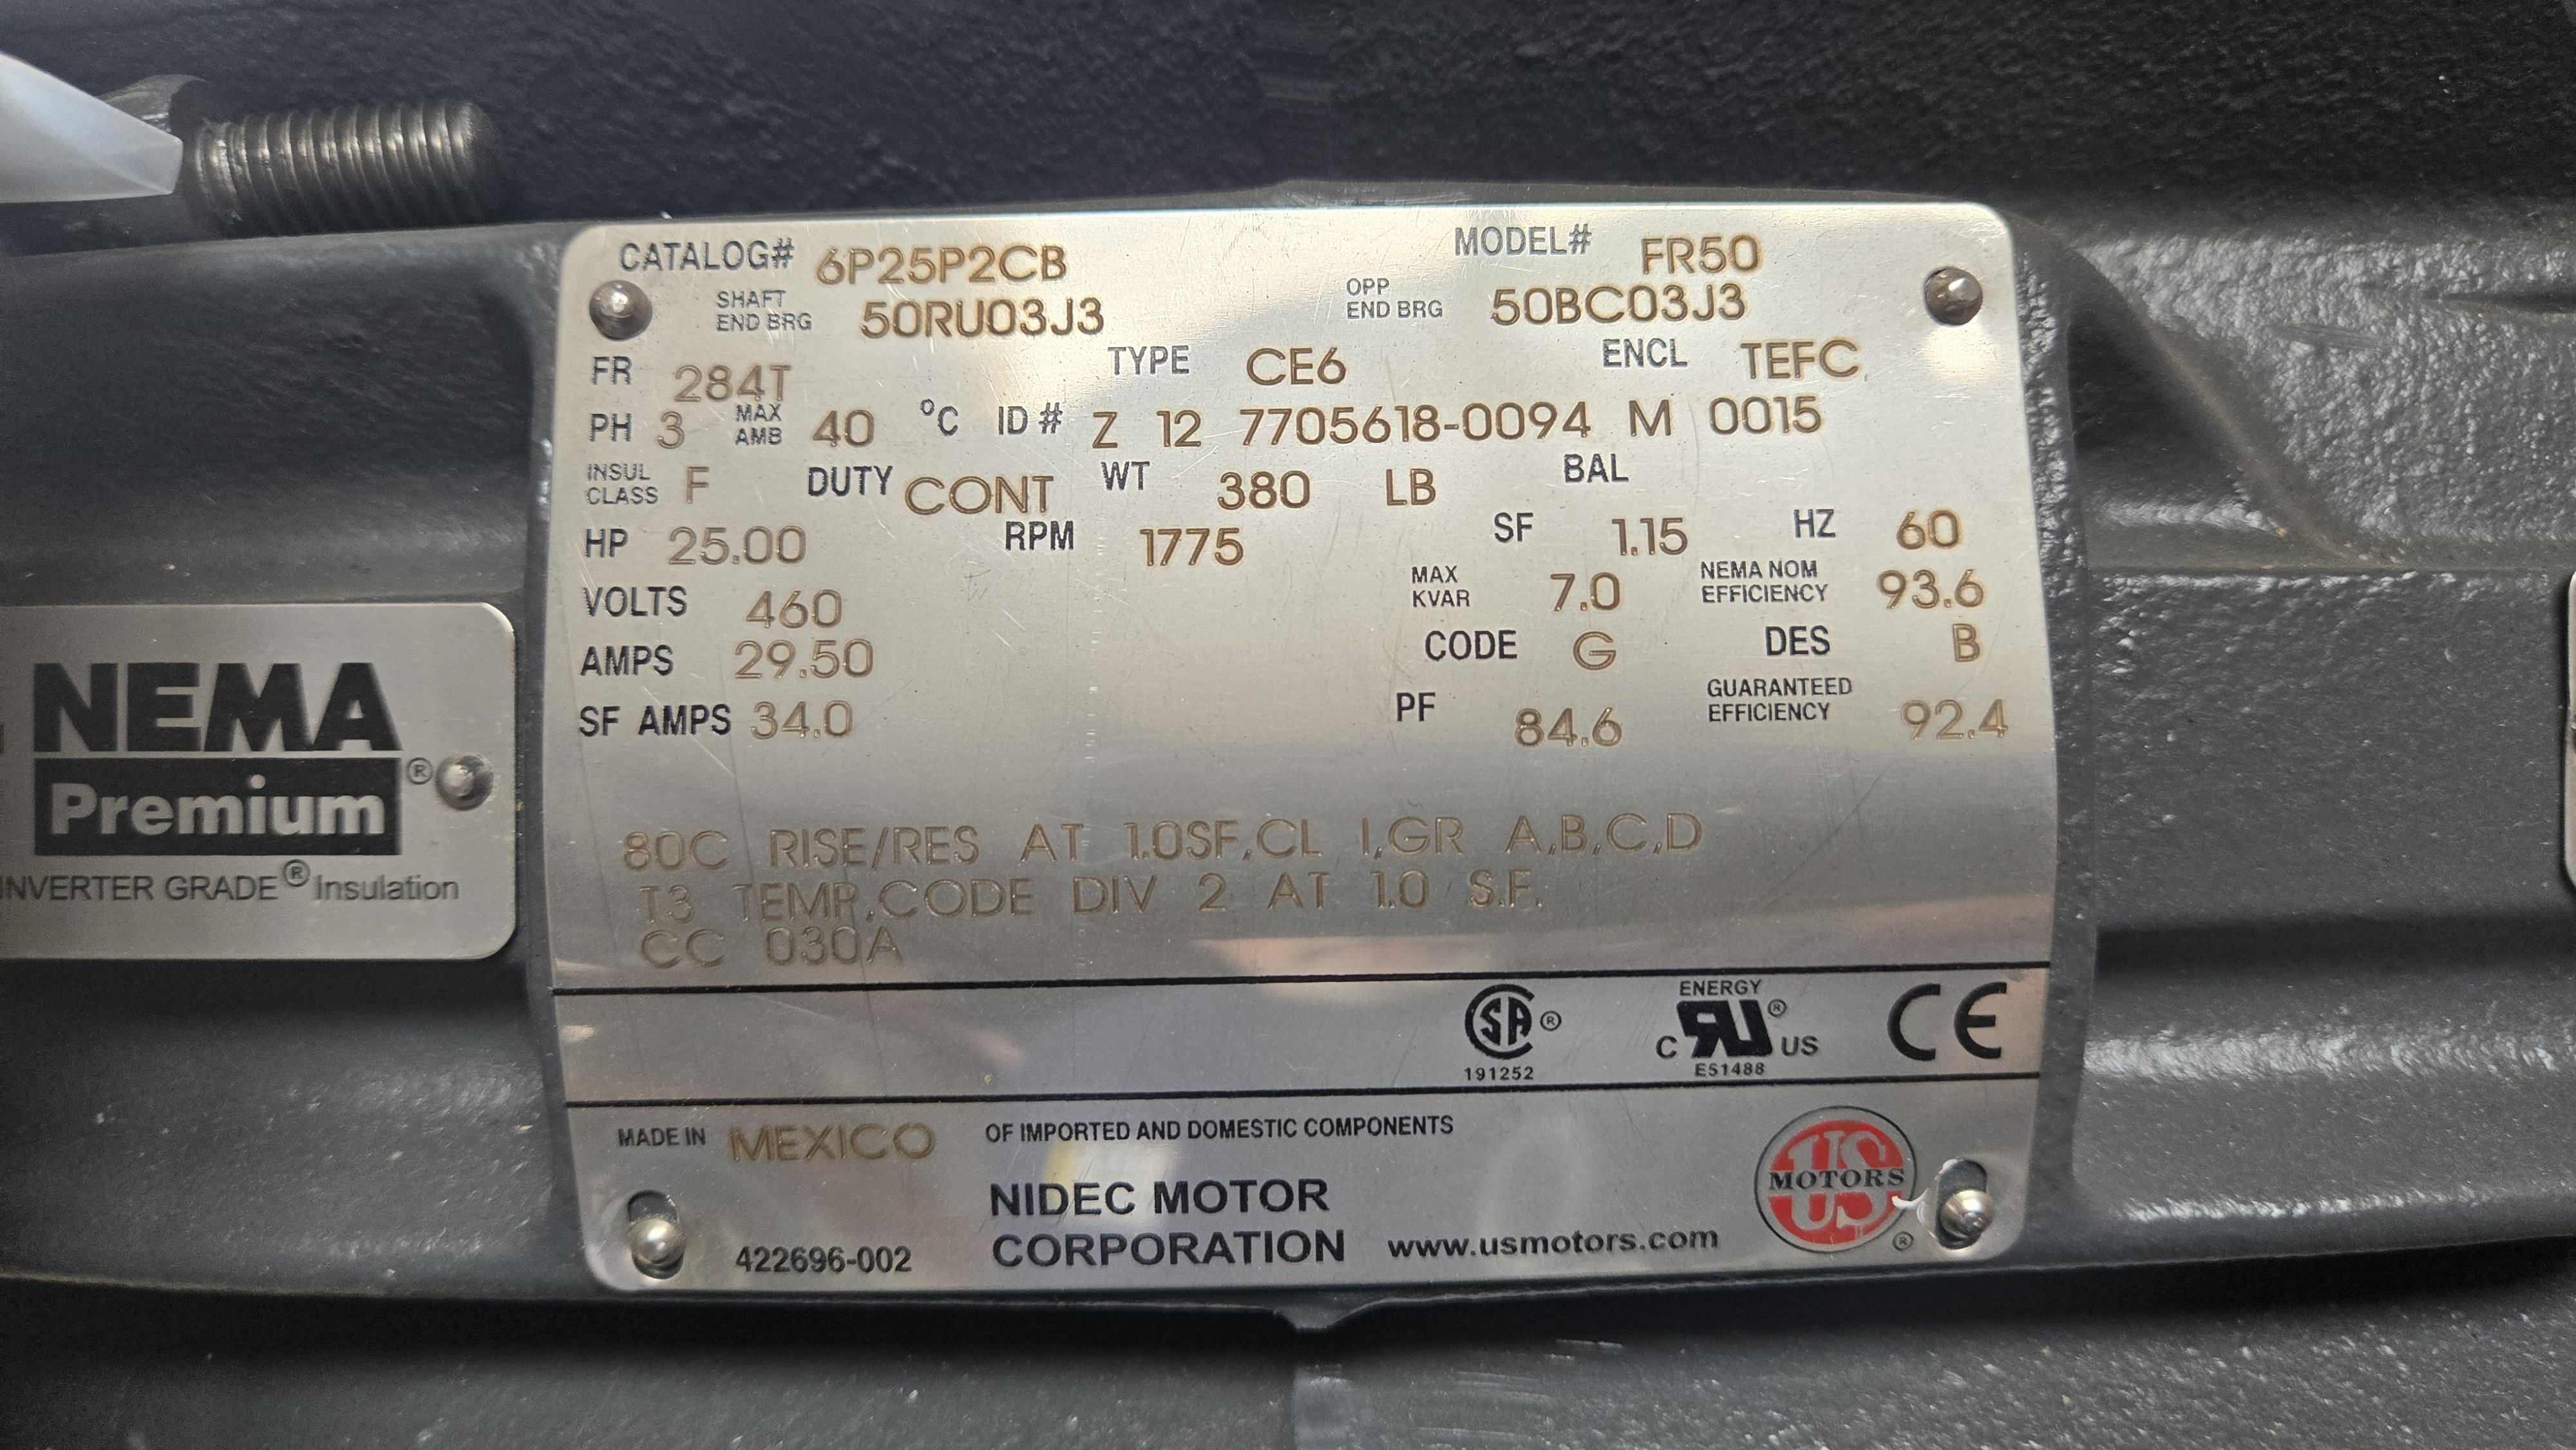 CATALOG# 6P25P2CB MODEL# FR50
SHAFT END BRG 50RU03J3 OPP END BRG 50BC03J3
FR 284T TYPE CE6 ENCL TEFC
PH 3 MAX AMB 40 °C ID# Z 12 7705618-0094 M 0015
INSUL CLASS F DUTY CONT WT 380 LB BAL
HP 25.00 RPM 1775 SF 1.15 HZ 60
VOLTS 460 MAX KVAR 7.0 NEMA NOM EFFICIENCY 93.6
AMPS 29.50 CODE G DES B
SF AMPS 34.0 PF 84.6 GUARANTEED EFFICIENCY 92.4
80C RISE/RES AT 1.0SF,CL I,GR A,B,C,D
T3 TEMP.CODE DIV 2 AT 1.0 S.F.
CC 030A
SA ®
191252
ENERGY
C RU ® US
E51488
CE
MADE IN MEXICO OF IMPORTED AND DOMESTIC COMPONENTS
NIDEC MOTOR
CORPORATION
www.usmotors.com
422696-002
US MOTORS ®
NEMA
Premium ®
INVERTER GRADE® Insulation